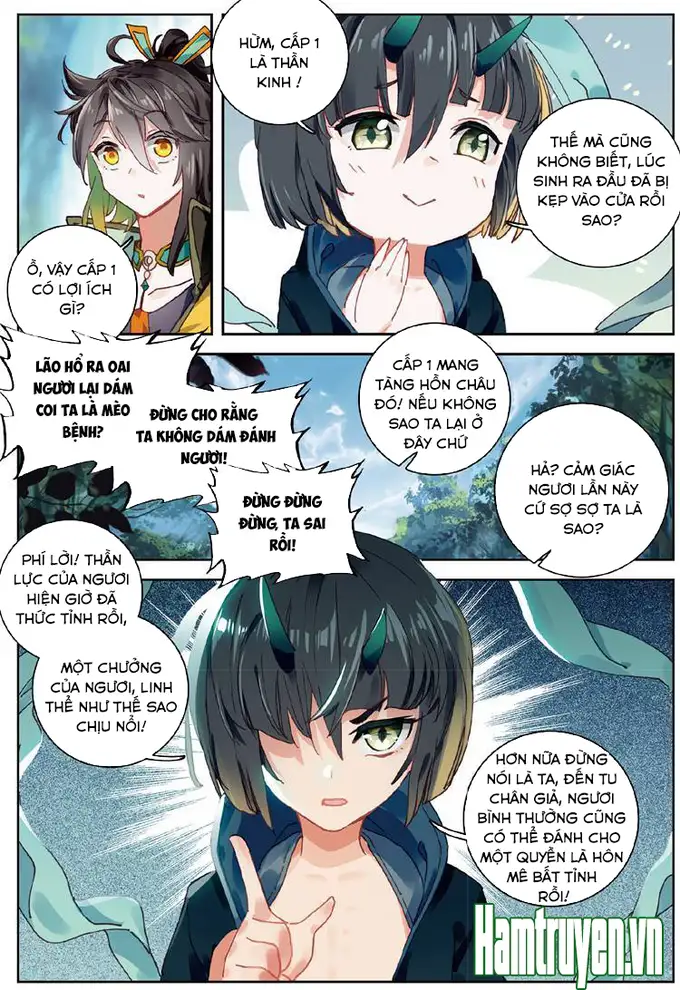 HỪM, CẤP 1
LÀ THẦN
KINH !
THẾ MÀ CŨNG
KHÔNG BIẾT, LÚC
SINH RA ĐẦU ĐÃ BỊ
KẸP VÀO CỬA RỒI
SAO?
Ồ, VẬY CẤP 1
CÓ LỢI ÍCH
GÌ?
LÃO HỔ RA OAI
NGƯƠI LẠI DÁM
COI TA LÀ MÈO
BỆNH?
ĐỪNG CHO RẰNG
TA KHÔNG DÁM ĐÁNH
NGƯƠI!
CẤP 1 MANG
TÀNG HỒN CHÂU
ĐÓ! NẾU KHÔNG
SAO TA LẠI Ở
ĐÂY CHỨ
ĐỪNG ĐỪNG
ĐỪNG, TA SAI
RỒI!
HẢ? CẢM GIÁC
NGƯƠI LẦN NÀY
CỨ SỢ SỢ TA LÀ
SAO?
PHÍ LỜI! THẦN
LỰC CỦA NGƯƠI
HIỆN GIỜ ĐÃ
THỨC TỈNH RỒI,
MỘT CHƯỞNG
CỦA NGƯƠI, LINH
THỂ NHƯ THẾ SAO
CHỊU NỔI!
HƠN NỮA ĐỪNG
NÓI LÀ TA, ĐẾN TU
CHÂN GIẢ, NGƯƠI
BÌNH THƯỜNG CŨNG
CÓ THỂ ĐÁNH CHO
MỘT QUYỀN LÀ HÔN
MÊ BẤT TỈNH
RỒI!
Hamtruyen.vn